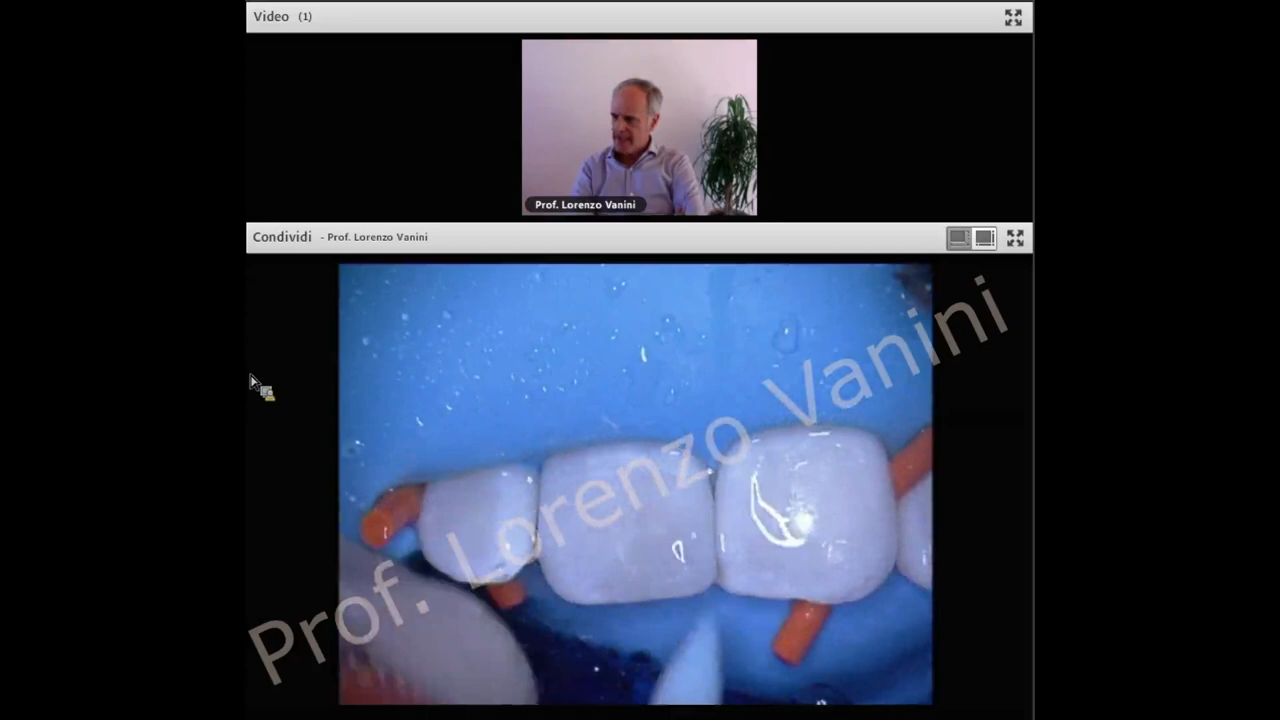 Video (1)
Prof. Lorenzo Vanini
Condividi - Prof. Lorenzo Vanini
Prof. Lorenzo Vanini